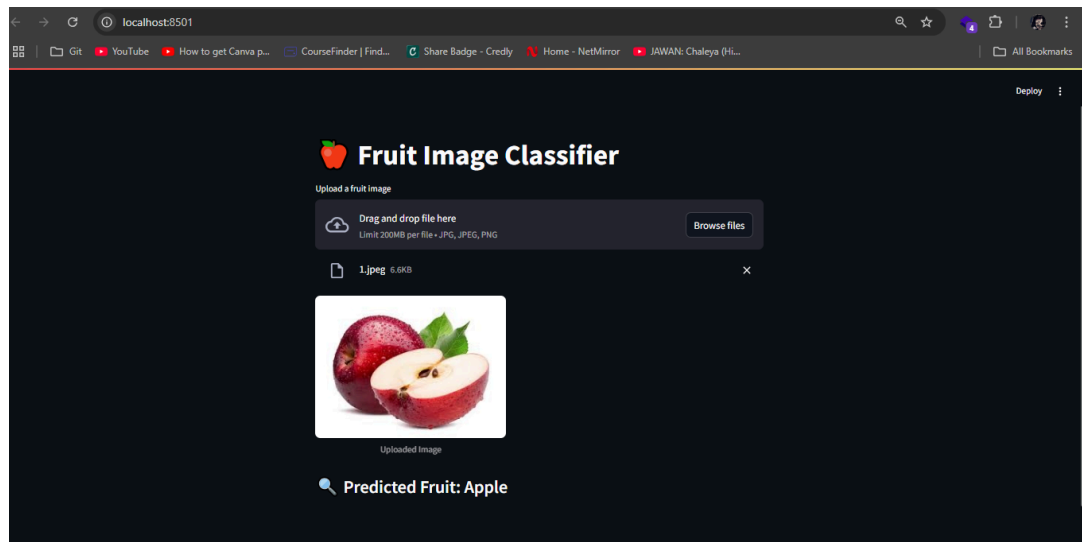 localhost:8501
Git YouTube How to get Canva p... CourseFinder | Find... Share Badge - Credly Home - NetMirror JAWAN: Chaleya (Hi... All Bookmarks
4
Deploy
Fruit Image Classifier
Upload a fruit image
Drag and drop file here
Limit 200MB per file • JPG, JPEG, PNG
Browse files
1.jpeg 6.6KB
Uploaded Image
Predicted Fruit: Apple